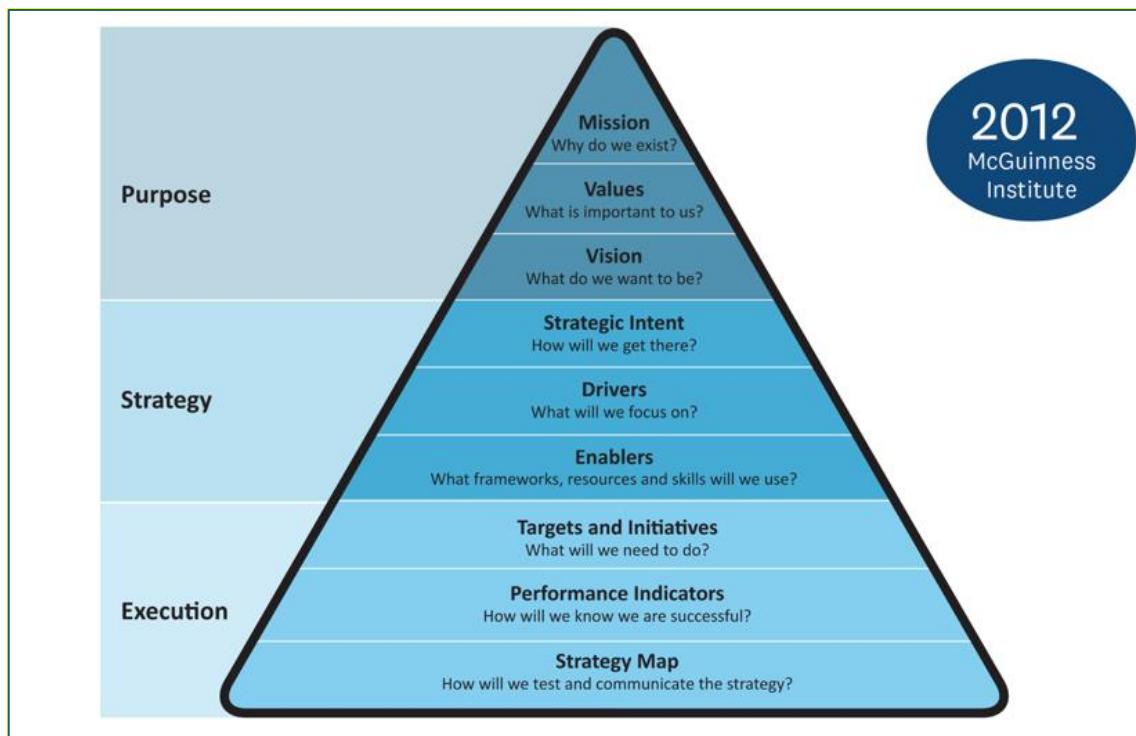 2012
McGuinness
Institute
Purpose
Mission
Why do we exist?
Values
What is important to us?
Vision
What do we want to be?
Strategy
Strategic Intent
How will we get there?
Drivers
What will we focus on?
Enablers
What frameworks, resources and skills will we use?
Execution
Targets and Initiatives
What will we need to do?
Performance Indicators
How will we know we are successful?
Strategy Map
How will we test and communicate the strategy?